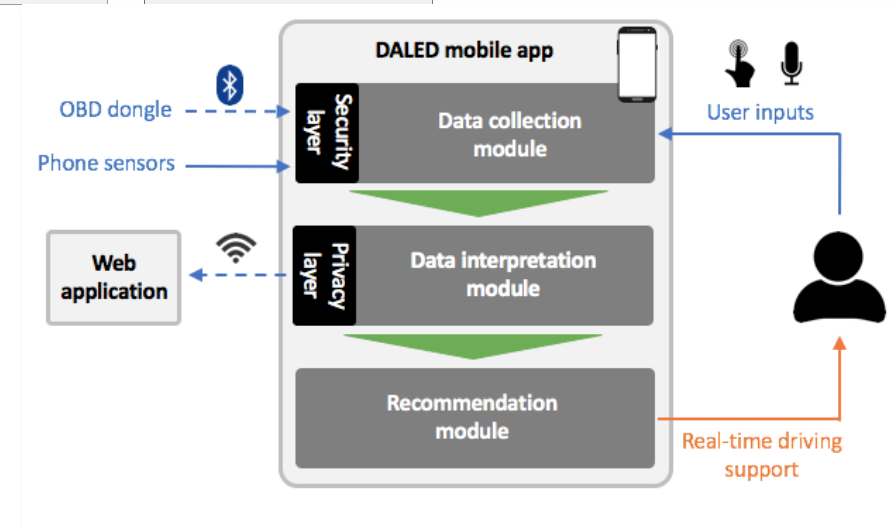 DALED mobile app
OBD dongle
Phone sensors
Security
layer
Data collection
module
User inputs
Web
application
Privacy
layer
Data interpretation
module
Recommendation
module
Real-time driving
support